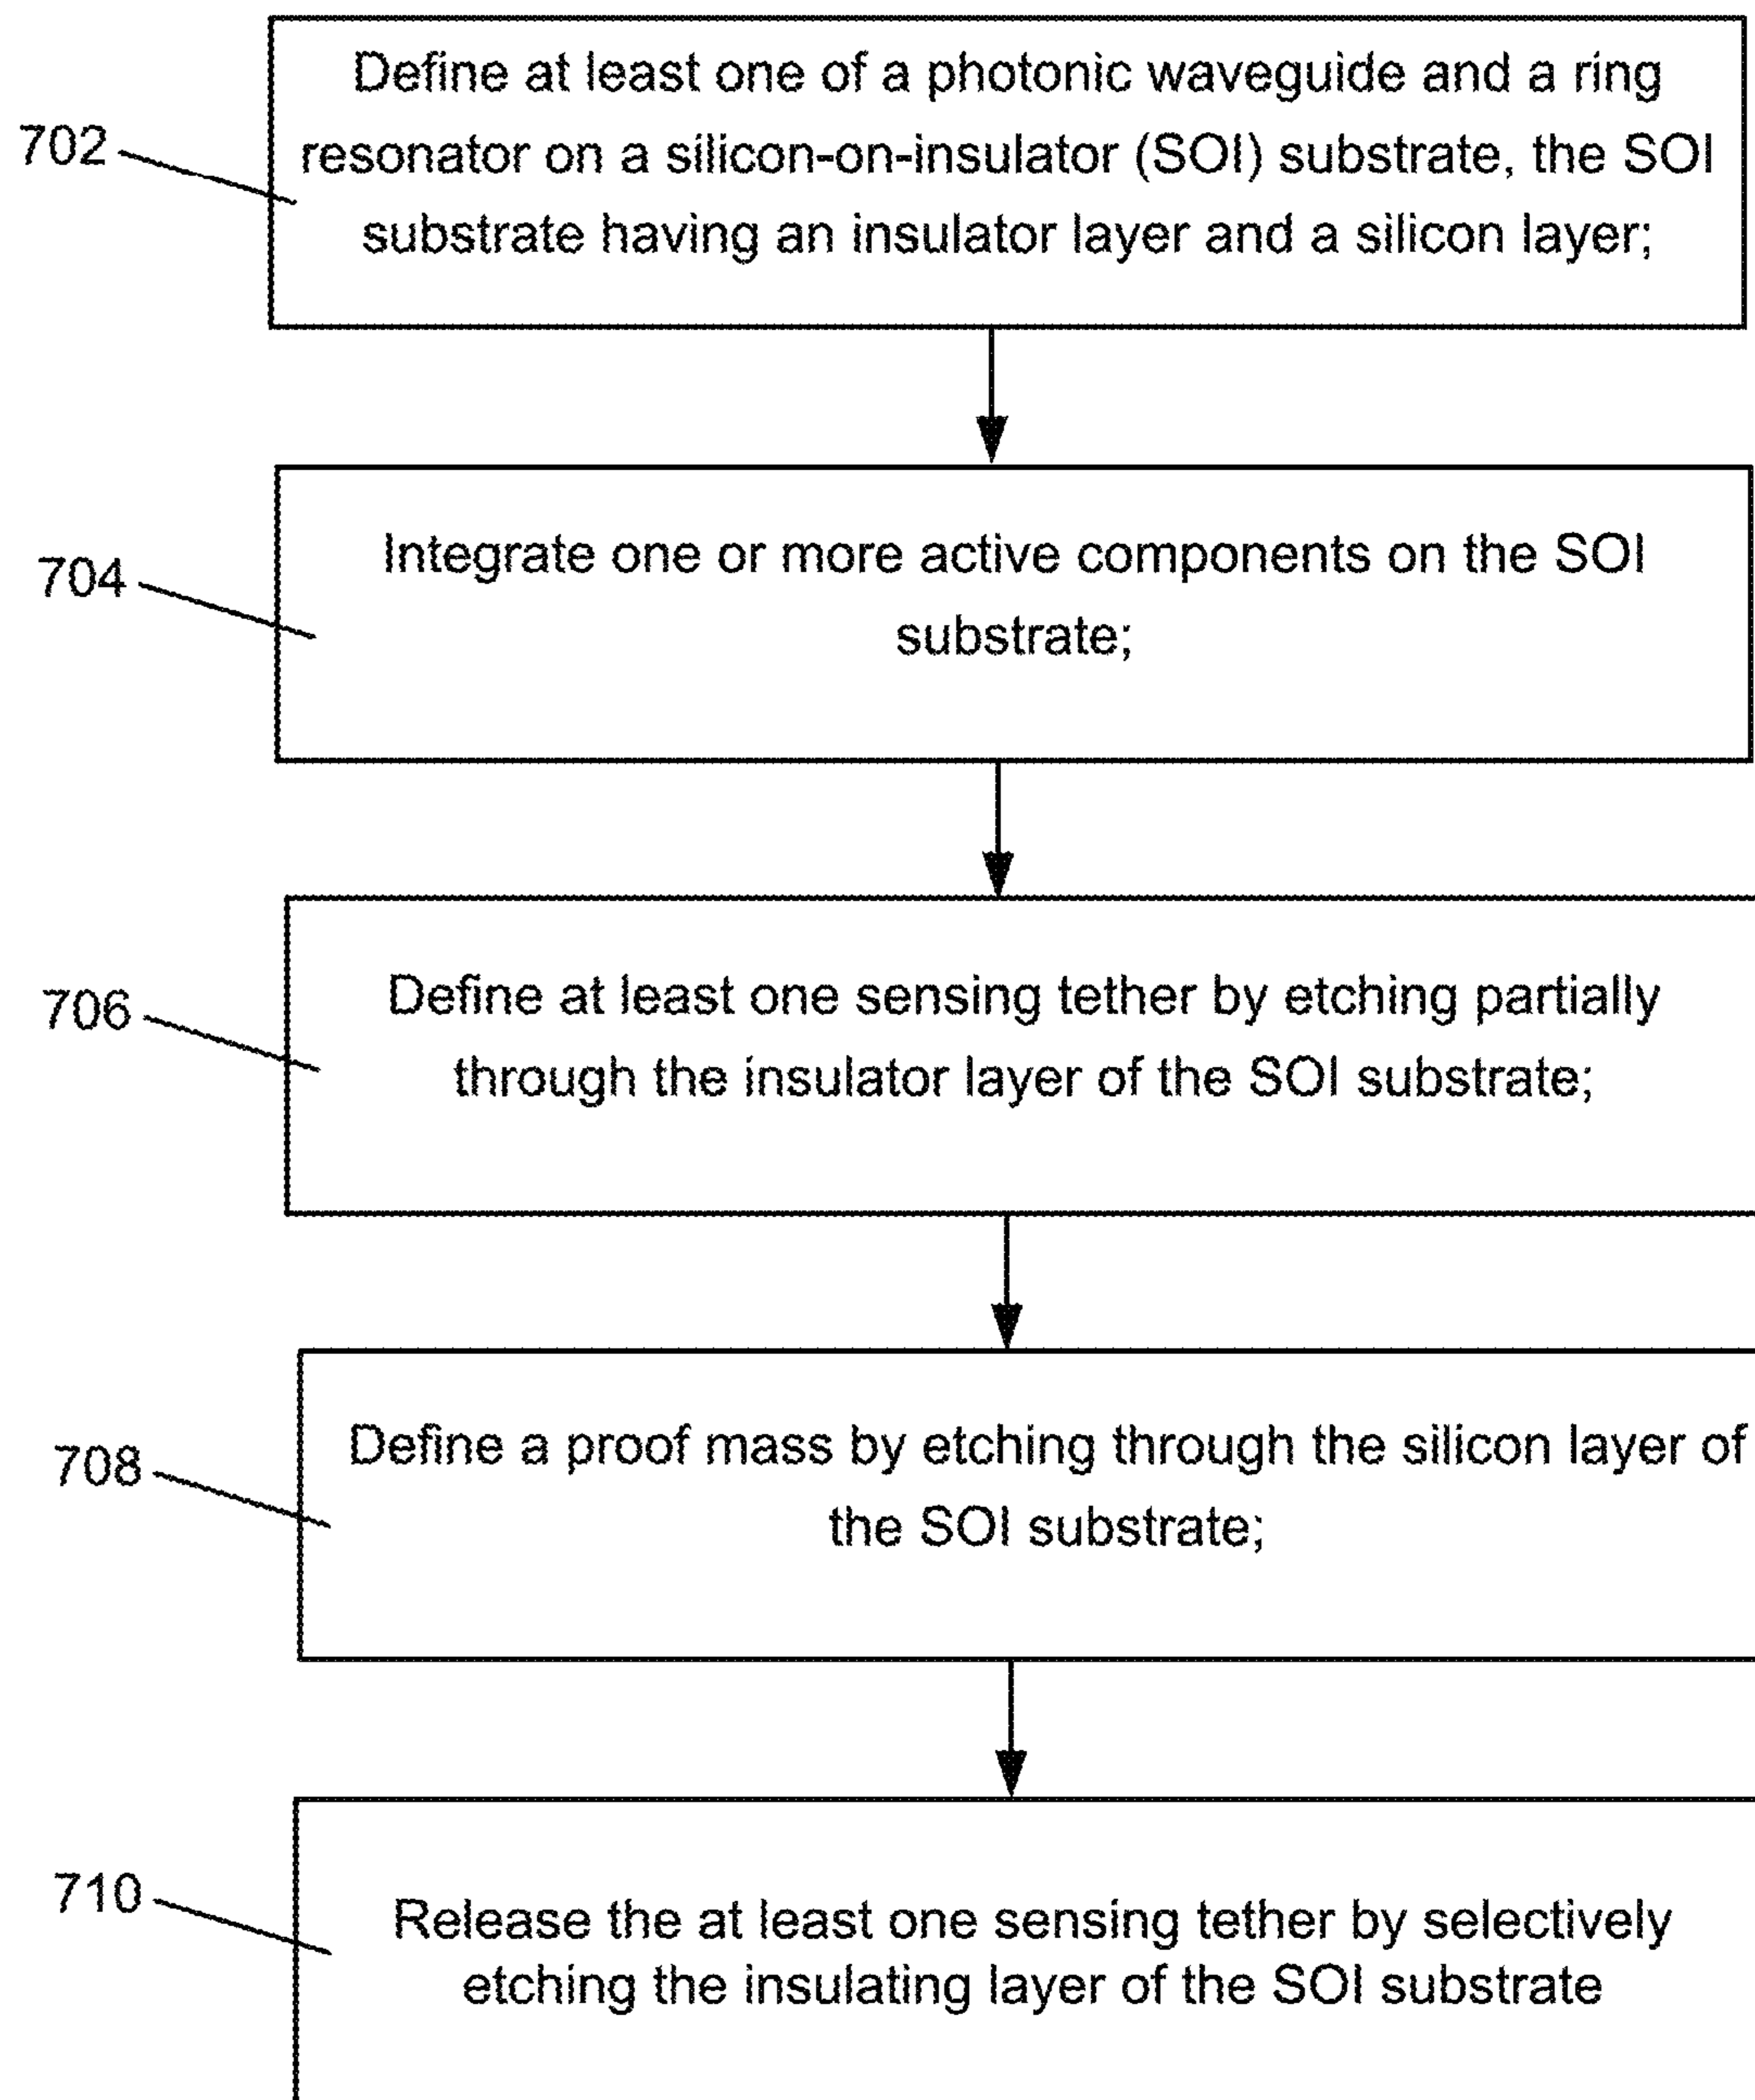 Define at least one of a photonic waveguide and a ring
702
resonator on a silicon-on-insulator (SOI) substrate, the SOI
substrate having an insulator layer and a silicon layer;
704
Integrate one or more active components on the SOI
substrate;
706
Define at least one sensing tether by etching partially
through the insulator layer of the SOI substrate;
708
Define a proof mass by etching through the silicon layer of
the SOI substrate;
710
Release the at least one sensing tether by selectively
etching the insulating layer of the SOI substrate